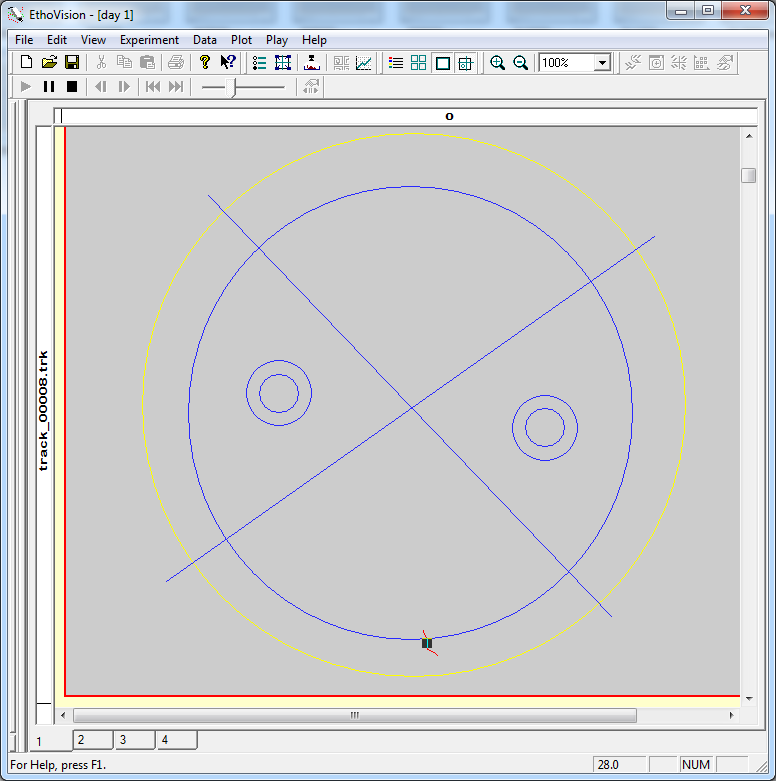 EthoVision - [day 1]
File Edit View Experiment Data Plot Play Help
100%
o
track_00008.trk
1 2 3 4
For Help, press F1. 28.0 NUM